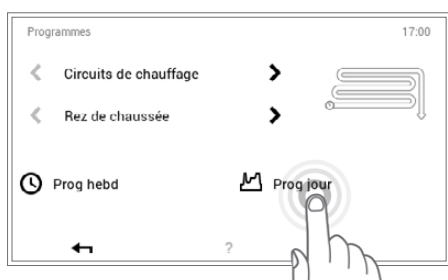 Programmes 17:00
Circuits de chauffage
Rez de chaussée
Prog hebd Prog jour
?